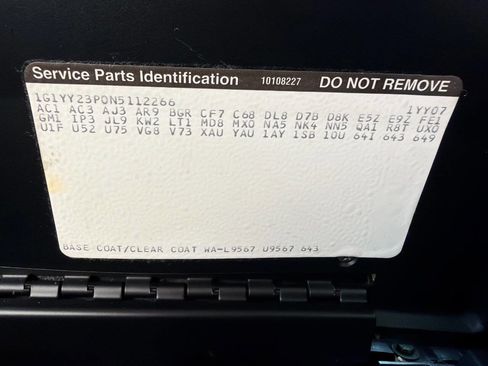 Service Parts Identification 10108227 DO NOT REMOVE
1G1YY23P0N5112266 1YY07
AC1 AC3 AJ3 AR9 BGR CF7 C68 DL8 D7B D8K E5Z E9Z FE1
GM1 IP3 JL9 KW2 LT1 MD8 MX0 NA5 NK4 NN5 QA1 R8T UX0
U1F U52 U75 VG8 V73 XAU YAU 1AY 1SB 10U 64I 643 649
BASE COAT/CLEAR COAT WA-L9567 U9567 643